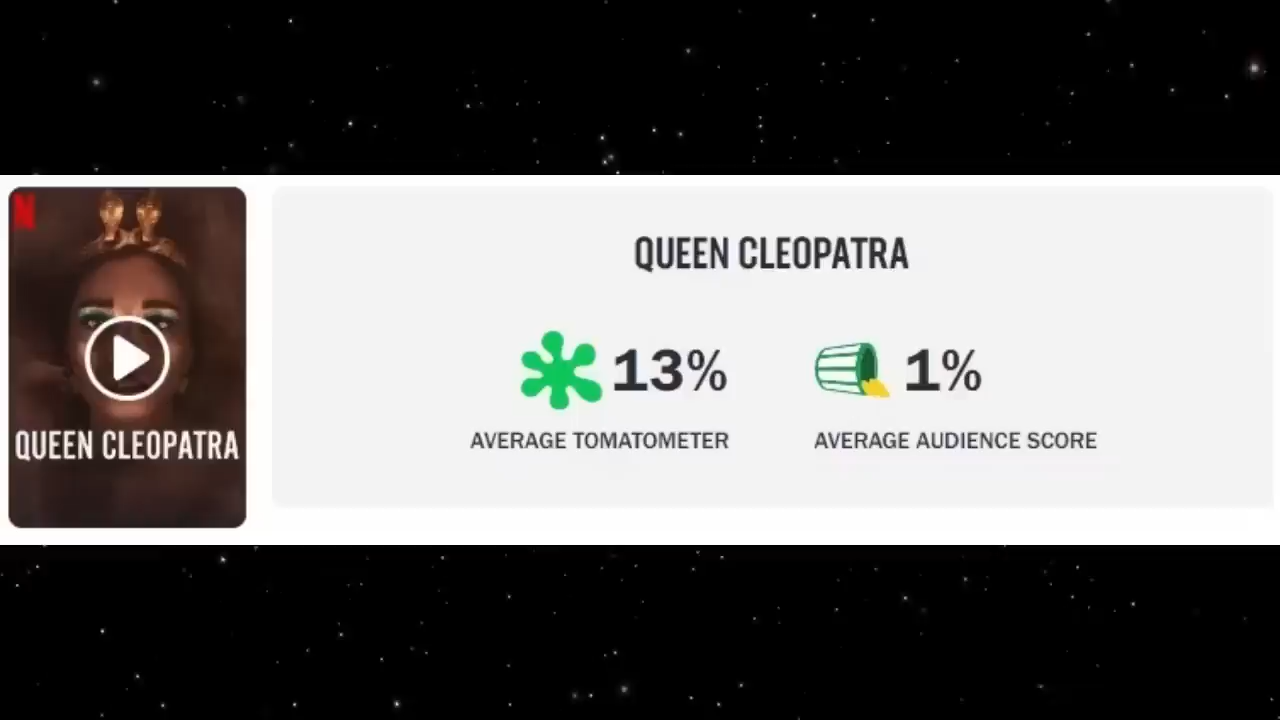 N
QUEEN CLEOPATRA
QUEEN CLEOPATRA
13%
1%
AVERAGE TOMATOMETER
AVERAGE AUDIENCE SCORE